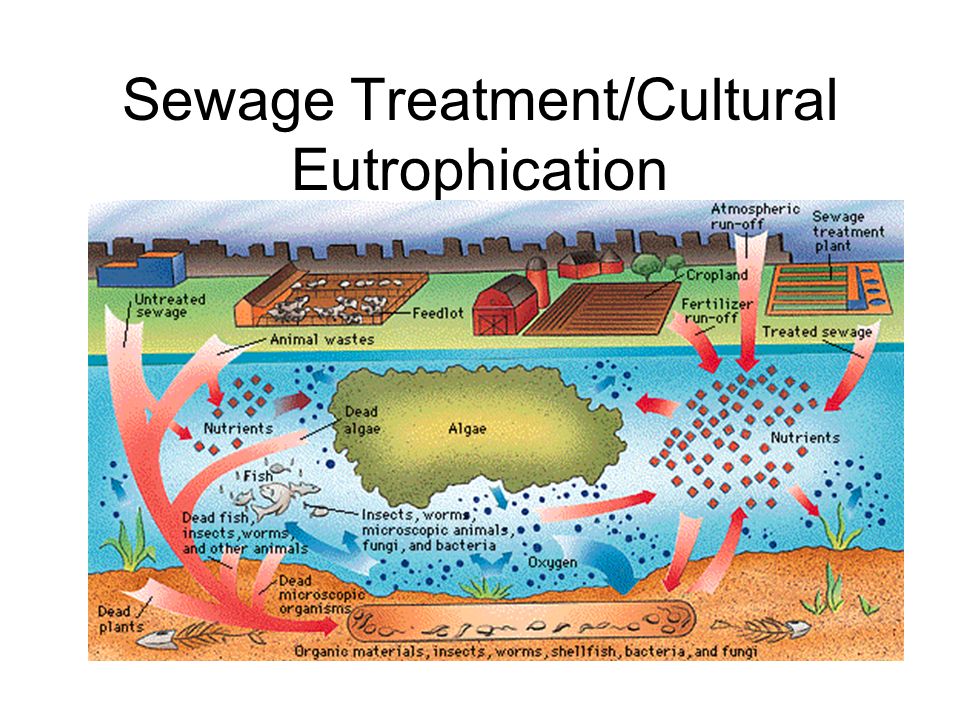 Sewage Treatment/Cultural
Eutrophication
Atmospheric
run-off
Sewage
treatment
plant
Untreated
sewage
Feedlot
Cropland
Fertilizer
run-off
Animal wastes
Treated sewage
Nutrients
Dead
algae
Algae
Nutrients
Fish
Dead fish,
insects,worms,
and other animals
Insects,worms,
microscopic animals,
fungi,and bacteria
Oxygen
Dead
microscopic
organisms
Dead
plants
Organic materials,insects,worms,shellfish,bacteria,and fungi